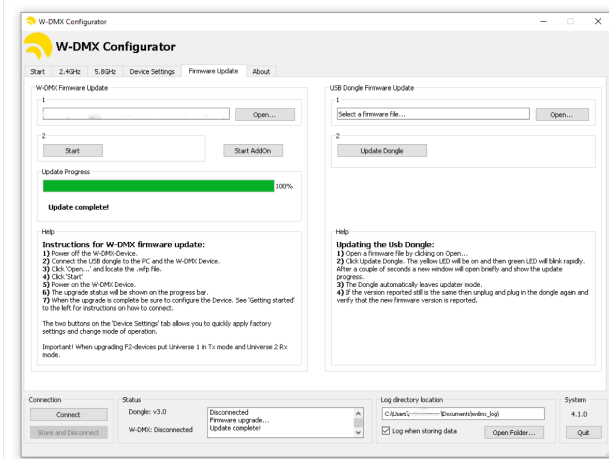 W-DMX Configurator
W-DMX Configurator
Start 2.4GHz 5.8GHz Device Settings Firmware Update About
W-DMX Firmware Update
1
Open...
2
Start
Start AddOn
Update Progress
100%
Update complete!
Help
Instructions for W-DMX firmware update:
1) Power off the W-DMX-Device.
2) Connect the USB dongle to the PC and the W-DMX Device.
3) Click 'Open...' and locate the .wfp file.
4) Click 'Start'
5) Power on the W-DMX Device.
6) The upgrade status will be shown on the progress bar.
7) When the upgrade is complete be sure to configure the Device. See 'Getting started'
to the left for instructions on how to connect.
The two buttons on the 'Device Settings' tab allows you to quickly apply factory
settings and change mode of operation.
Important! When upgrading F2-devices put Universe 1 in Tx mode and Universe 2 Rx
mode.
USB Dongle Firmware Update
1
Select a firmware file...
Open...
2
Update Dongle
Help
Updating the Usb Dongle:
1) Open a firmware file by clicking on Open...
2) Click Update Dongle. The yellow LED will be on and then green LED will blink rapidly.
After a couple of seconds a new window will open briefly and show the update
progress.
3) The Dongle automatically leaves updater mode.
4) If the version reported still is the same then unplug and plug in the dongle again and
verify that the new firmware version is reported.
Connection
Connect
Store and Disconnect
Status
Dongle: v3.0
W-DMX: Disconnected
Disconnected
Firmware upgrade...
Update complete!
Log directory location
C:\Users\ \Documents\wdmx_log\
Log when storing data
Open Folder...
System
4.1.0
Quit